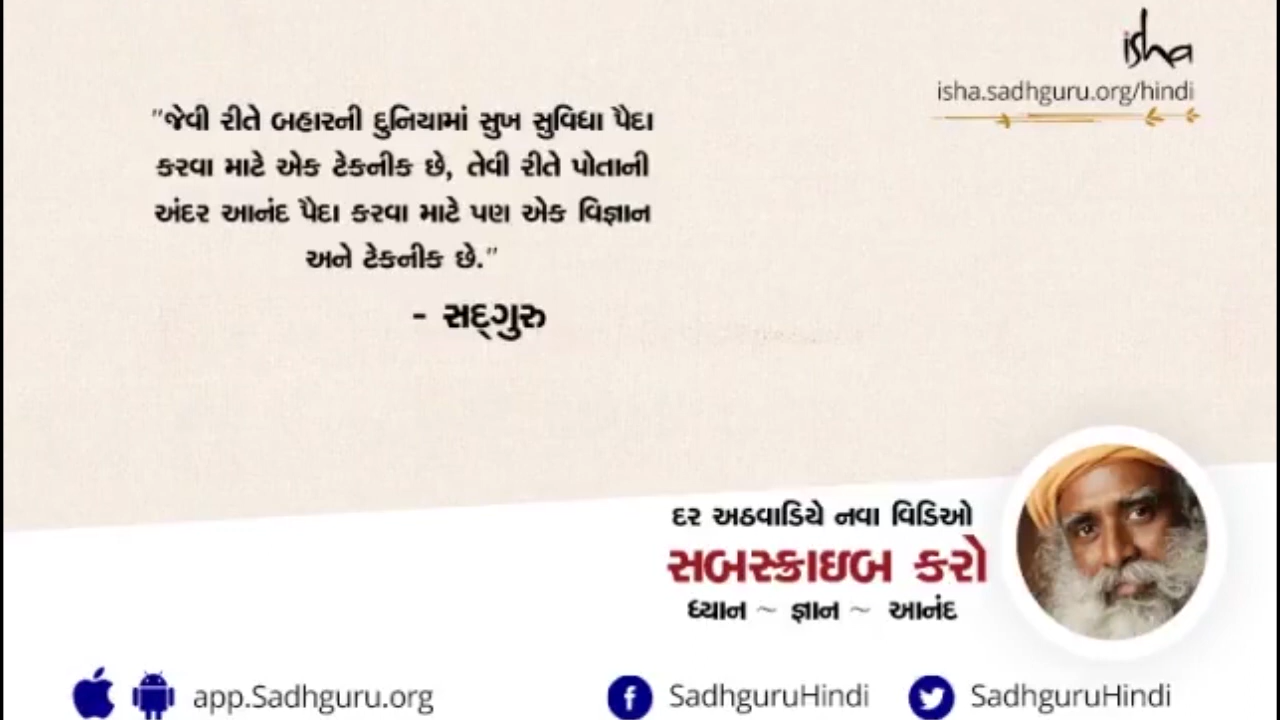 isha
isha.sadhguru.org/hindi
"જેવી રીતે બહારની દુનિયામાં સુખ સુવિધા પૈદા
કરવા માટે એક ટેકનીક છે, તેવી રીતે પોતાની
અંદર આનંદ પૈદા કરવા માટે પણ એક વિજ્ઞાન
અને ટેકનીક છે."
- સદ્‌ગુરુ
દર અઠવાડિયે નવા વિડિઓ
સબસ્ક્રાઇબ કરો
ધ્યાન ~ જ્ઞાન ~ આનંદ
app.Sadhguru.org
SadhguruHindi
SadhguruHindi